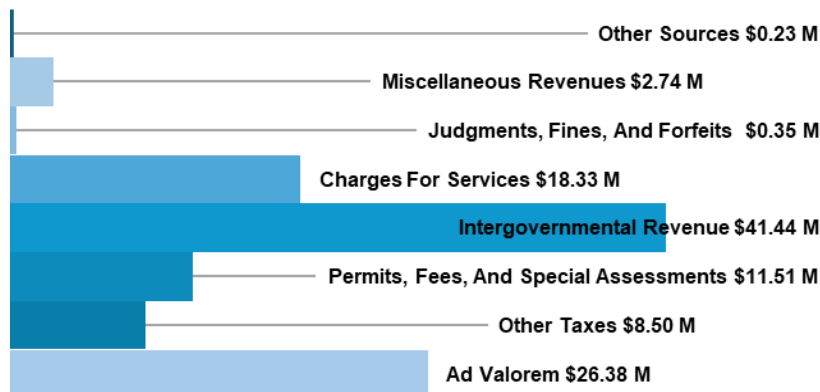 Other Sources $0.23 M
Miscellaneous Revenues $2.74 M
Judgments, Fines, And Forfeits $0.35 M
Charges For Services $18.33 M
Intergovernmental Revenue $41.44 M
Permits, Fees, And Special Assessments $11.51 M
Other Taxes $8.50 M
Ad Valorem $26.38 M